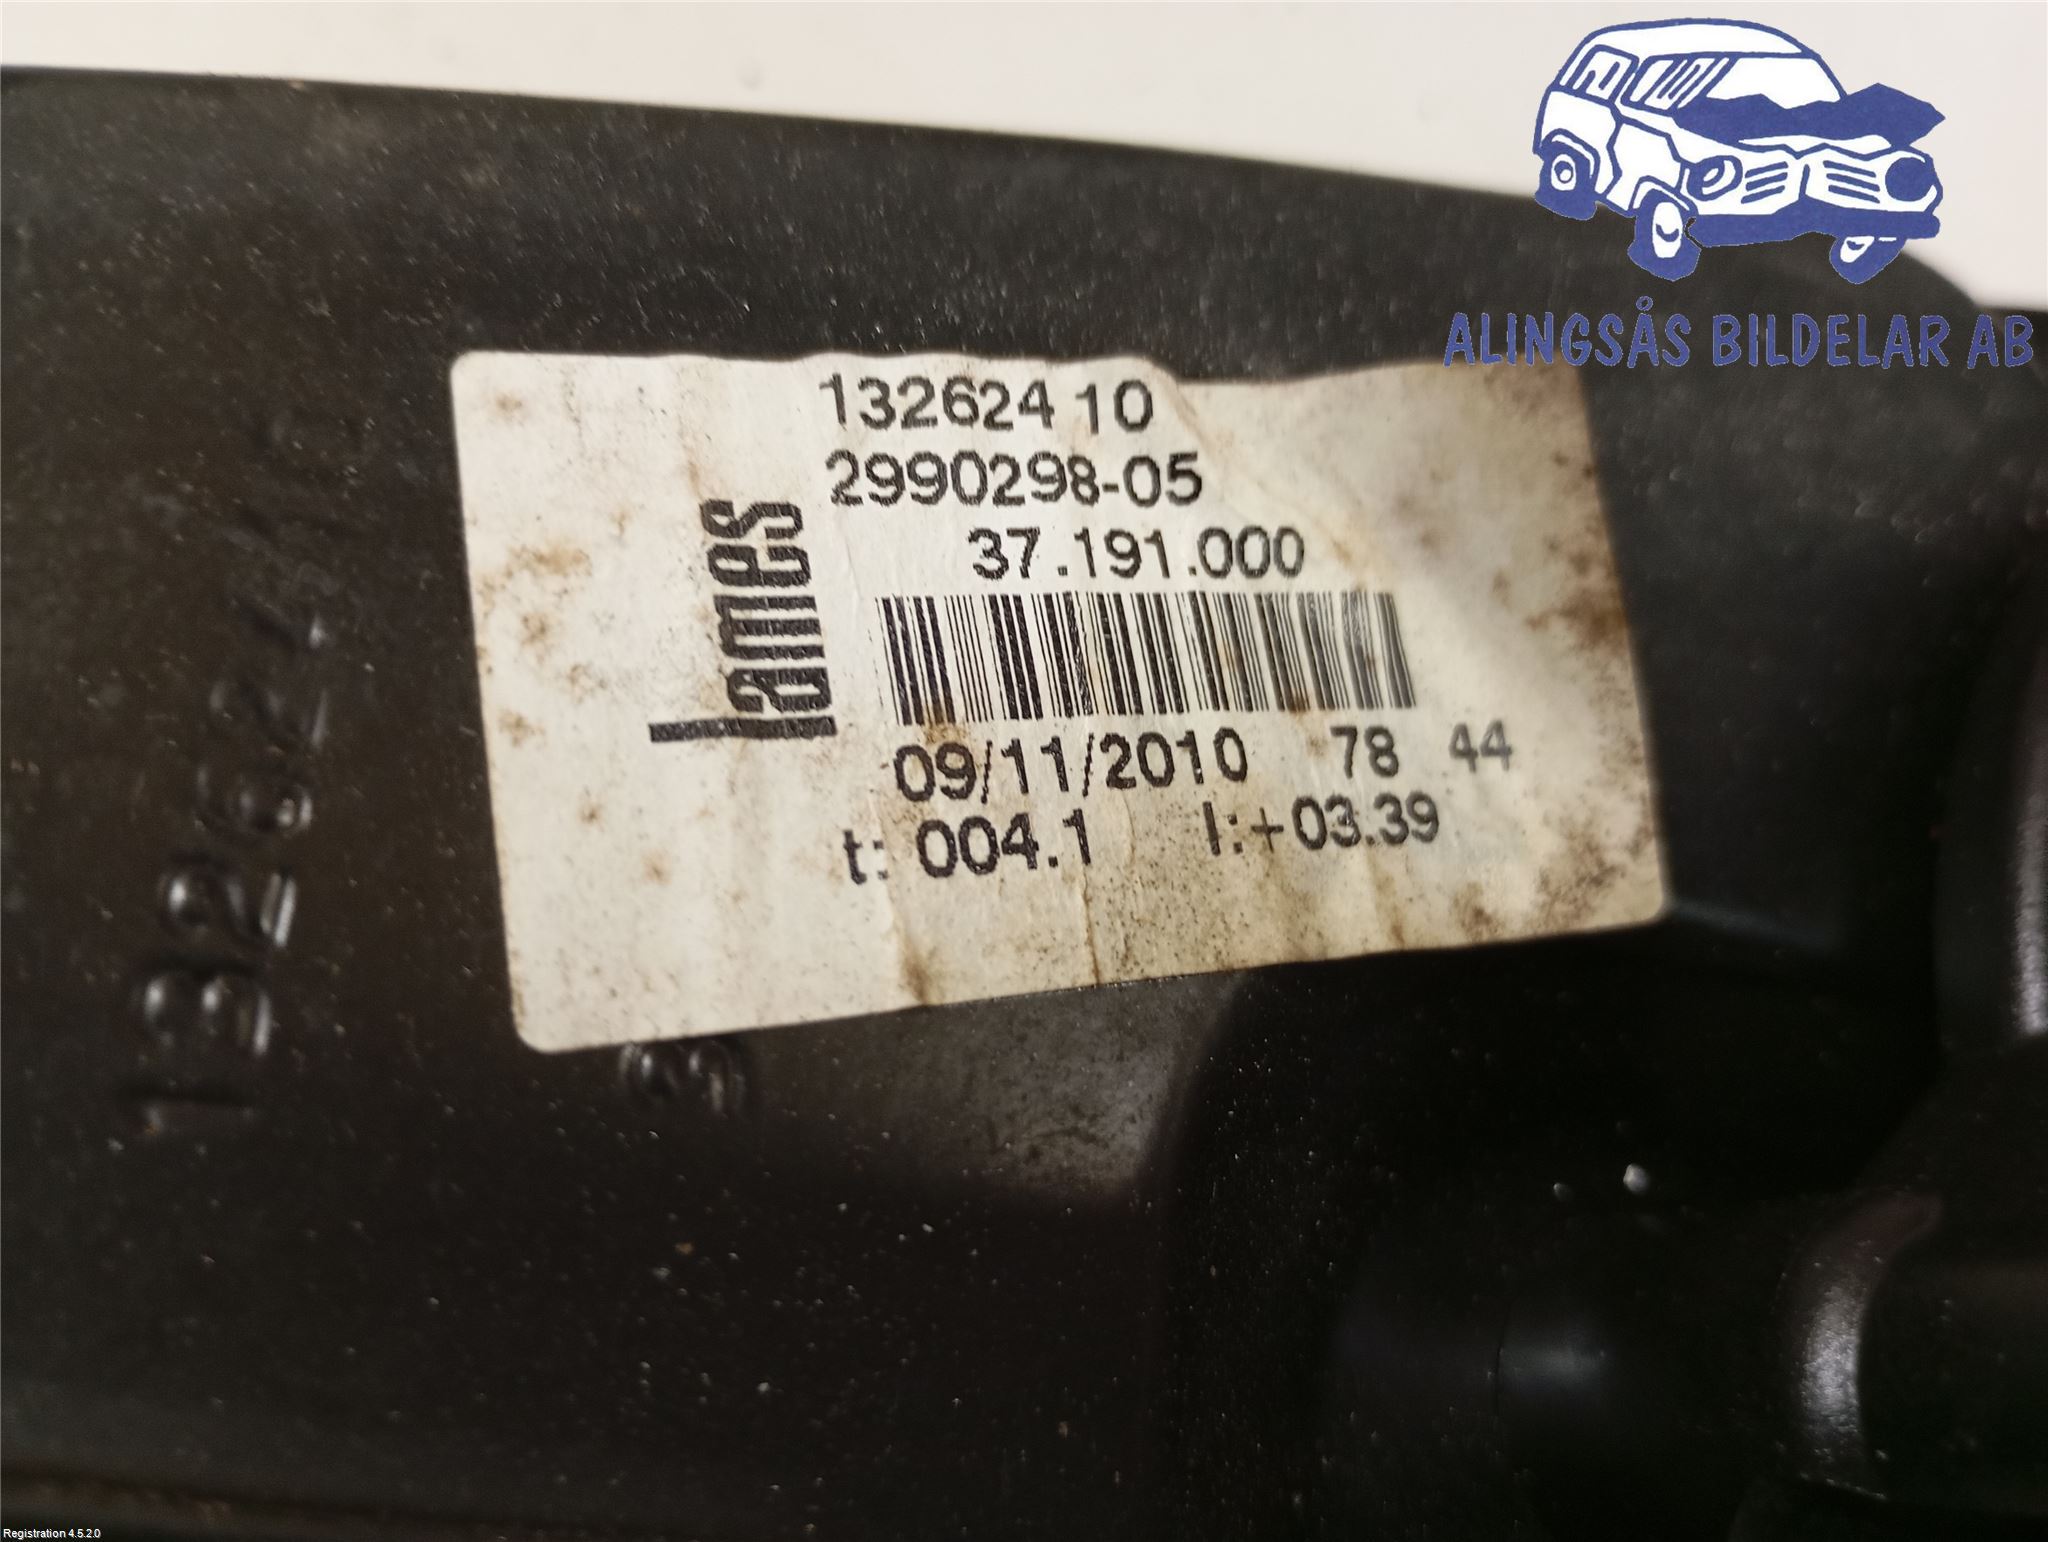 ALINGSÅS BILDELAR AB
13262410
2990298-05
37.191.000
Lames
09/11/2010 78 44
t: 004.1 l:+03.39
Registration 4.5.2.0